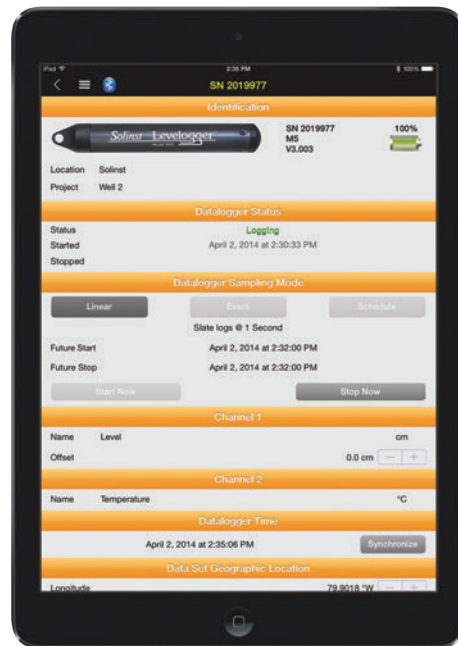 iPad 2:35 PM 100%
SN 2019977
Identification
Solinst Levelogger
SN 2019977 100%
M5
V3.003
Location Solinst
Project Well 2
Datalogger Status
Status Logging
Started April 2, 2014 at 2:30:33 PM
Stopped
Datalogger Sampling Mode
Linear Event Schedule
Slate logs @ 1 Second
Future Start April 2, 2014 at 2:32:00 PM
Future Stop April 2, 2014 at 2:32:00 PM
Start Now Stop Now
Channel 1
Name Level cm
Offset 0.0 cm − +
Channel 2
Name Temperature °C
Datalogger Time
April 2, 2014 at 2:35:06 PM Synchronize
Data Set Geographic Location
Longitude 79.9018 °W − +